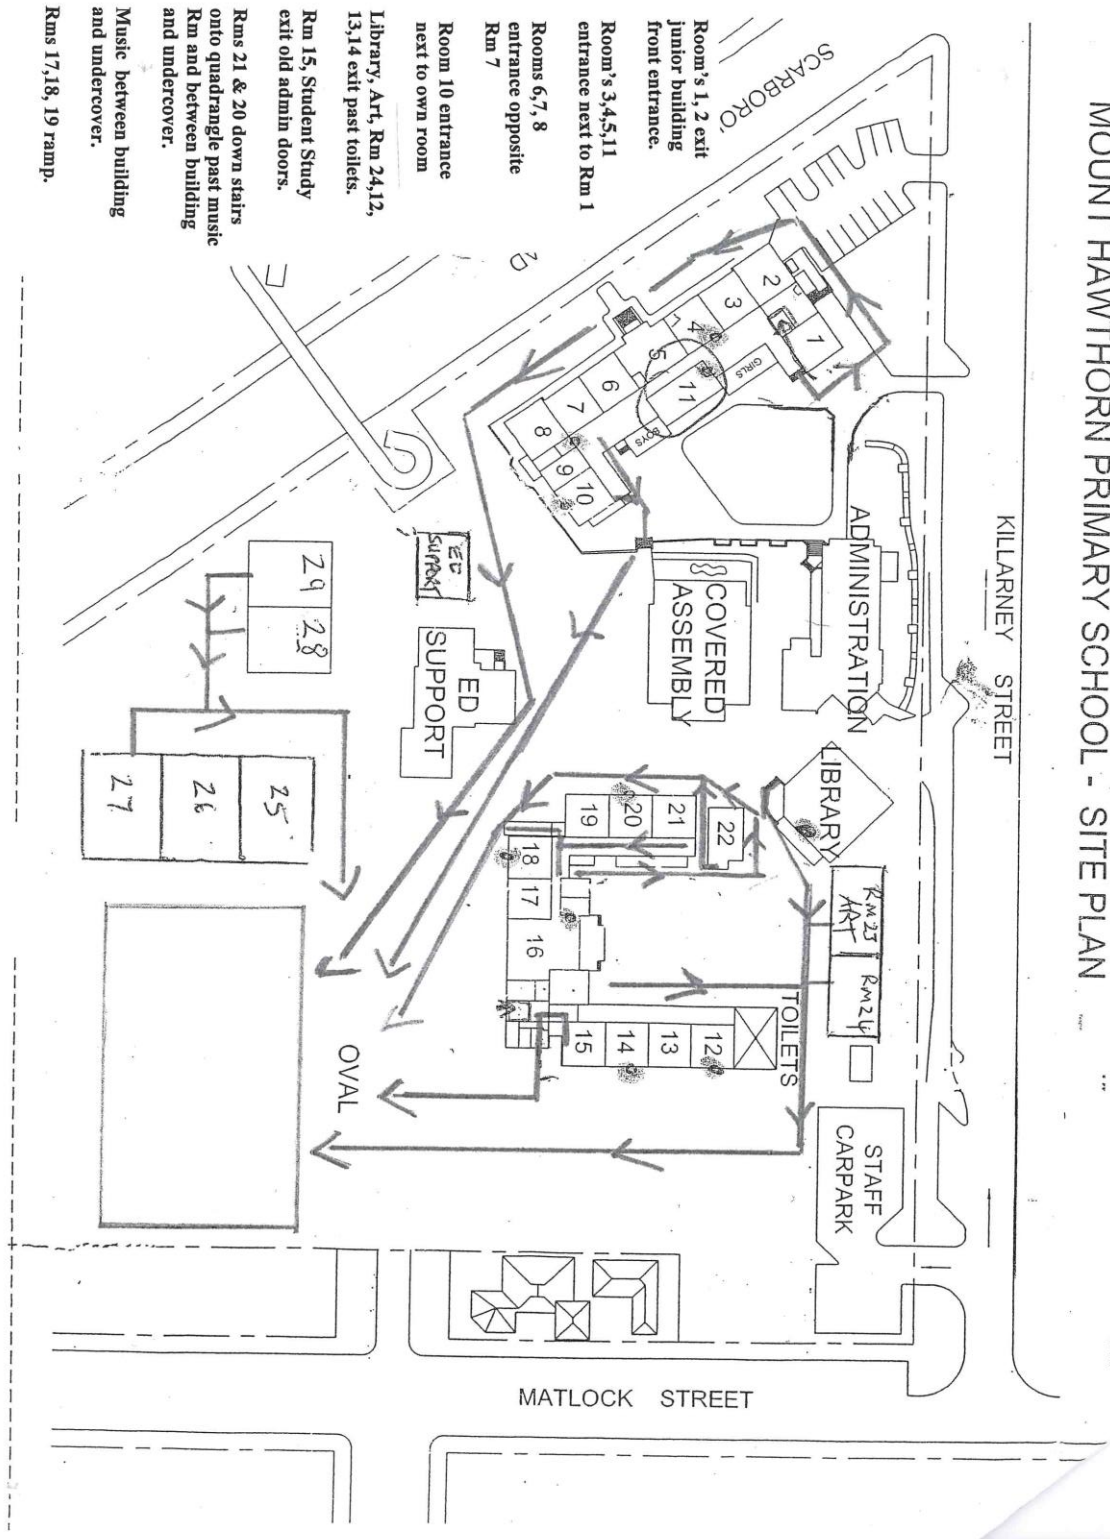 MOUNT HAWTHORN PRIMARY SCHOOL - SITE PLAN
KILLARNEY STREET
SCARBORO'
Room's 1, 2 exit
junior building
front entrance.
Room's 3,4,5,11
entrance next to Rm 1
Rooms 6,7, 8
entrance opposite
Rm 7
Room 10 entrance
next to own room
Library, Art, Rm 24,12,
13,14 exit past toilets.
Rm 15, Student Study
exit old admin doors.
Rms 21 & 20 down stairs
onto quadrangle past music
Rm and between building
and undercover.
Music between building
and undercover.
Rms 17,18, 19 ramp.
1
2
3
4
5
6
7
8
9
10
11
GIRLS
BOYS
ADMINISTRATION
COVERED
ASSEMBLY
ED
SUPPORT
ED
SUPPORT
LIBRARY
Rm23
ART
Rm24
29
28
27
26
25
22
21
20
19
18
17
16
15
14
13
12
TOILETS
OVAL
STAFF
CARPARK
MATLOCK STREET